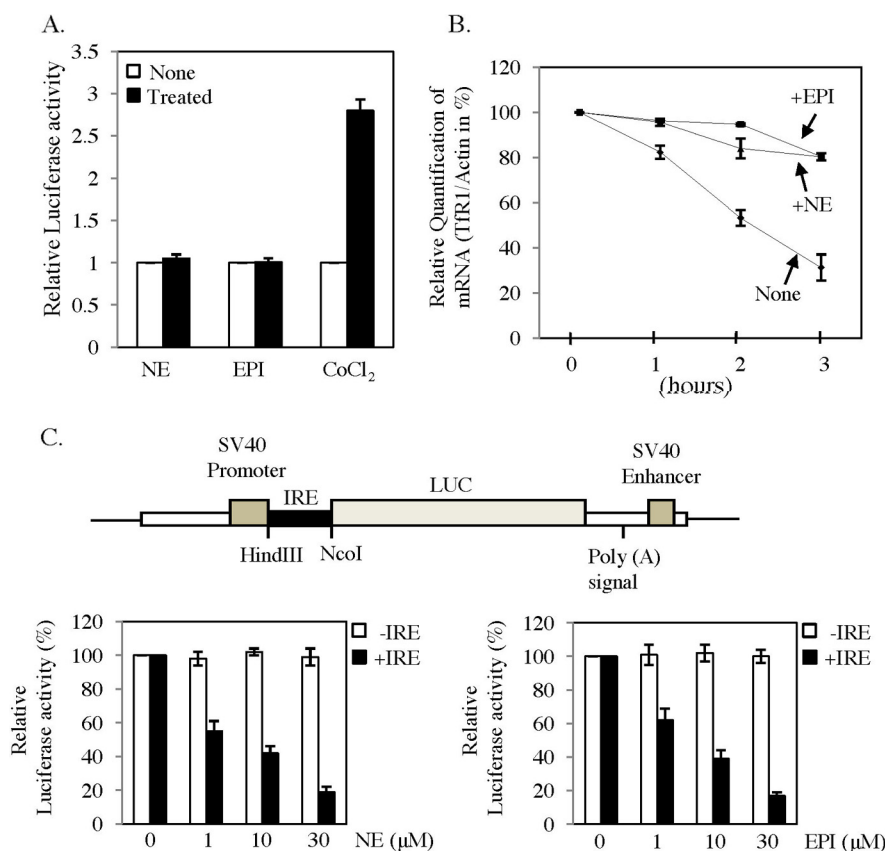 A.
Relative Luciferase activity
3.5
3
2.5
2
1.5
1
0.5
0
None
Treated
NE EPI CoCl₂
B.
Relative Quantification of
mRNA (TfR1/Actin in %)
120
100
80
60
40
20
0
+EPI
+NE
None
0 1 2 3
(hours)
C.
SV40
Promoter
IRE
LUC
SV40
Enhancer
HindIII
NcoI
Poly (A)
signal
Relative
Luciferase activity (%)
120
100
80
60
40
20
0
-IRE
+IRE
0 1 10 30 NE (µM)
Relative
Luciferase activity (%)
120
100
80
60
40
20
0
-IRE
+IRE
0 1 10 30 EPI (µM)